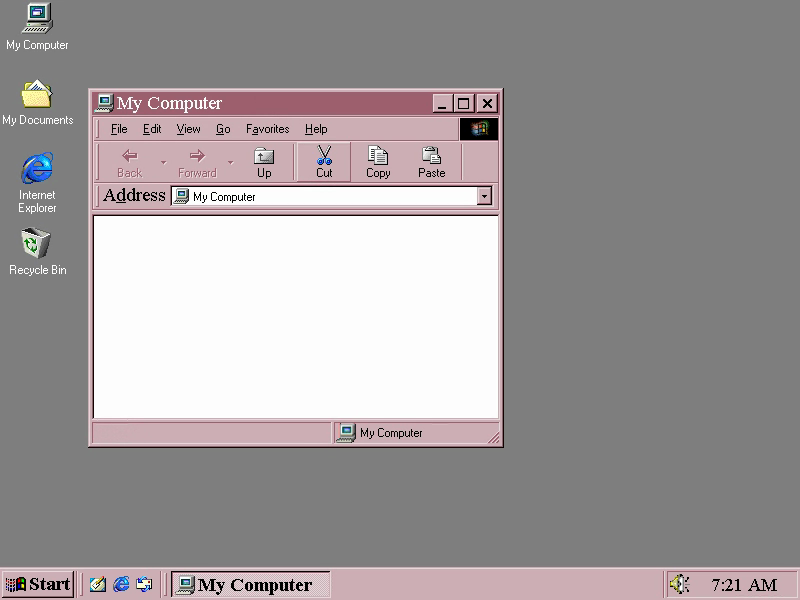 My Computer
My Documents
Internet
Explorer
Recycle Bin
My Computer
File Edit View Go Favorites Help
Back Forward Up Cut Copy Paste
Address My Computer
My Computer
Start My Computer 7:21 AM